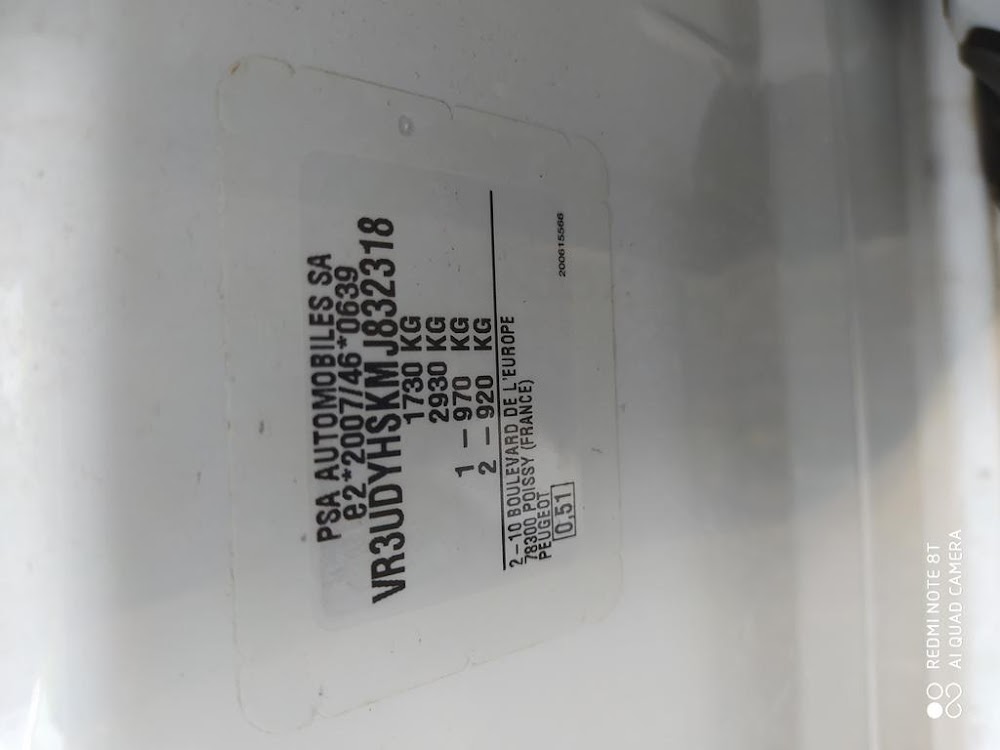 PSA AUTOMOBILES SA
e2*2007/46*0639
VR3UDYHSKMJ832318
1730 KG
2930 KG
1 - 970 KG
2 - 920 KG
2-10 BOULEVARD DE L'EUROPE
78300 POISSY (FRANCE)
PEUGEOT
0,51
200615566
REDMI NOTE 8T
AI QUAD CAMERA